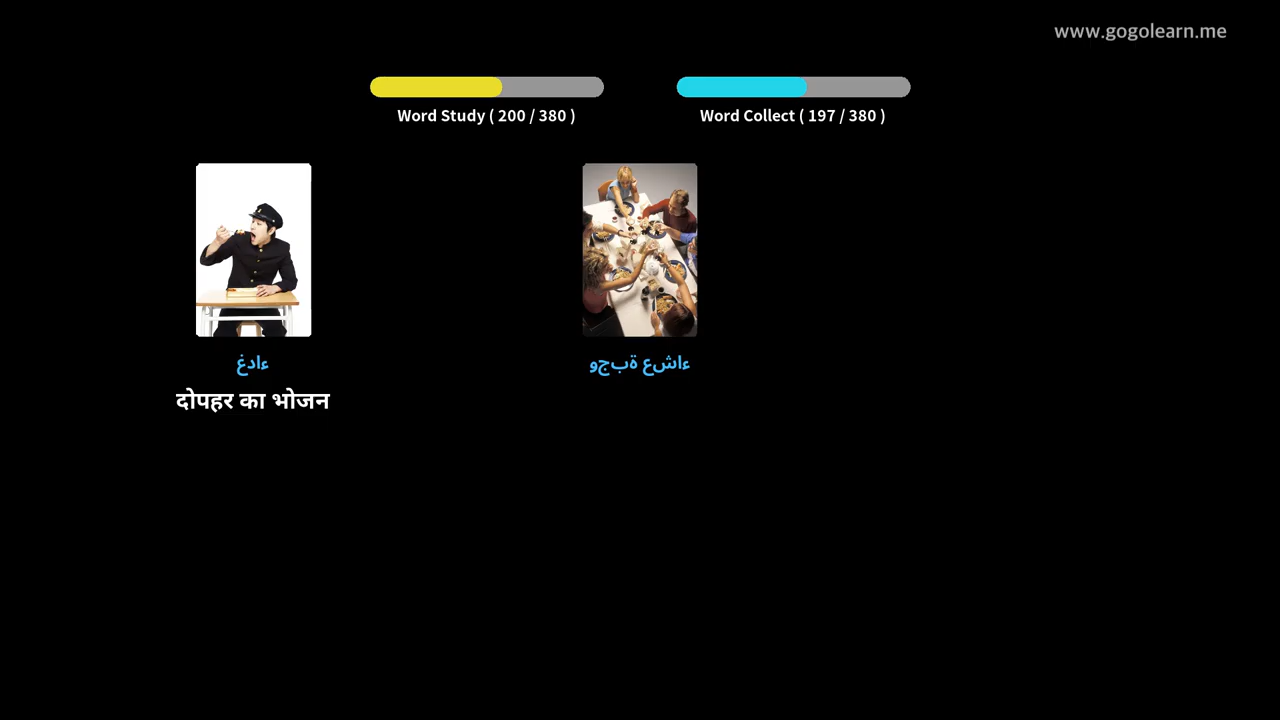 www.gogolearn.me
Word Study ( 200 / 380 )
Word Collect ( 197 / 380 )
ءادغ
ءاشع ةبجو
दोपहर का भोजन